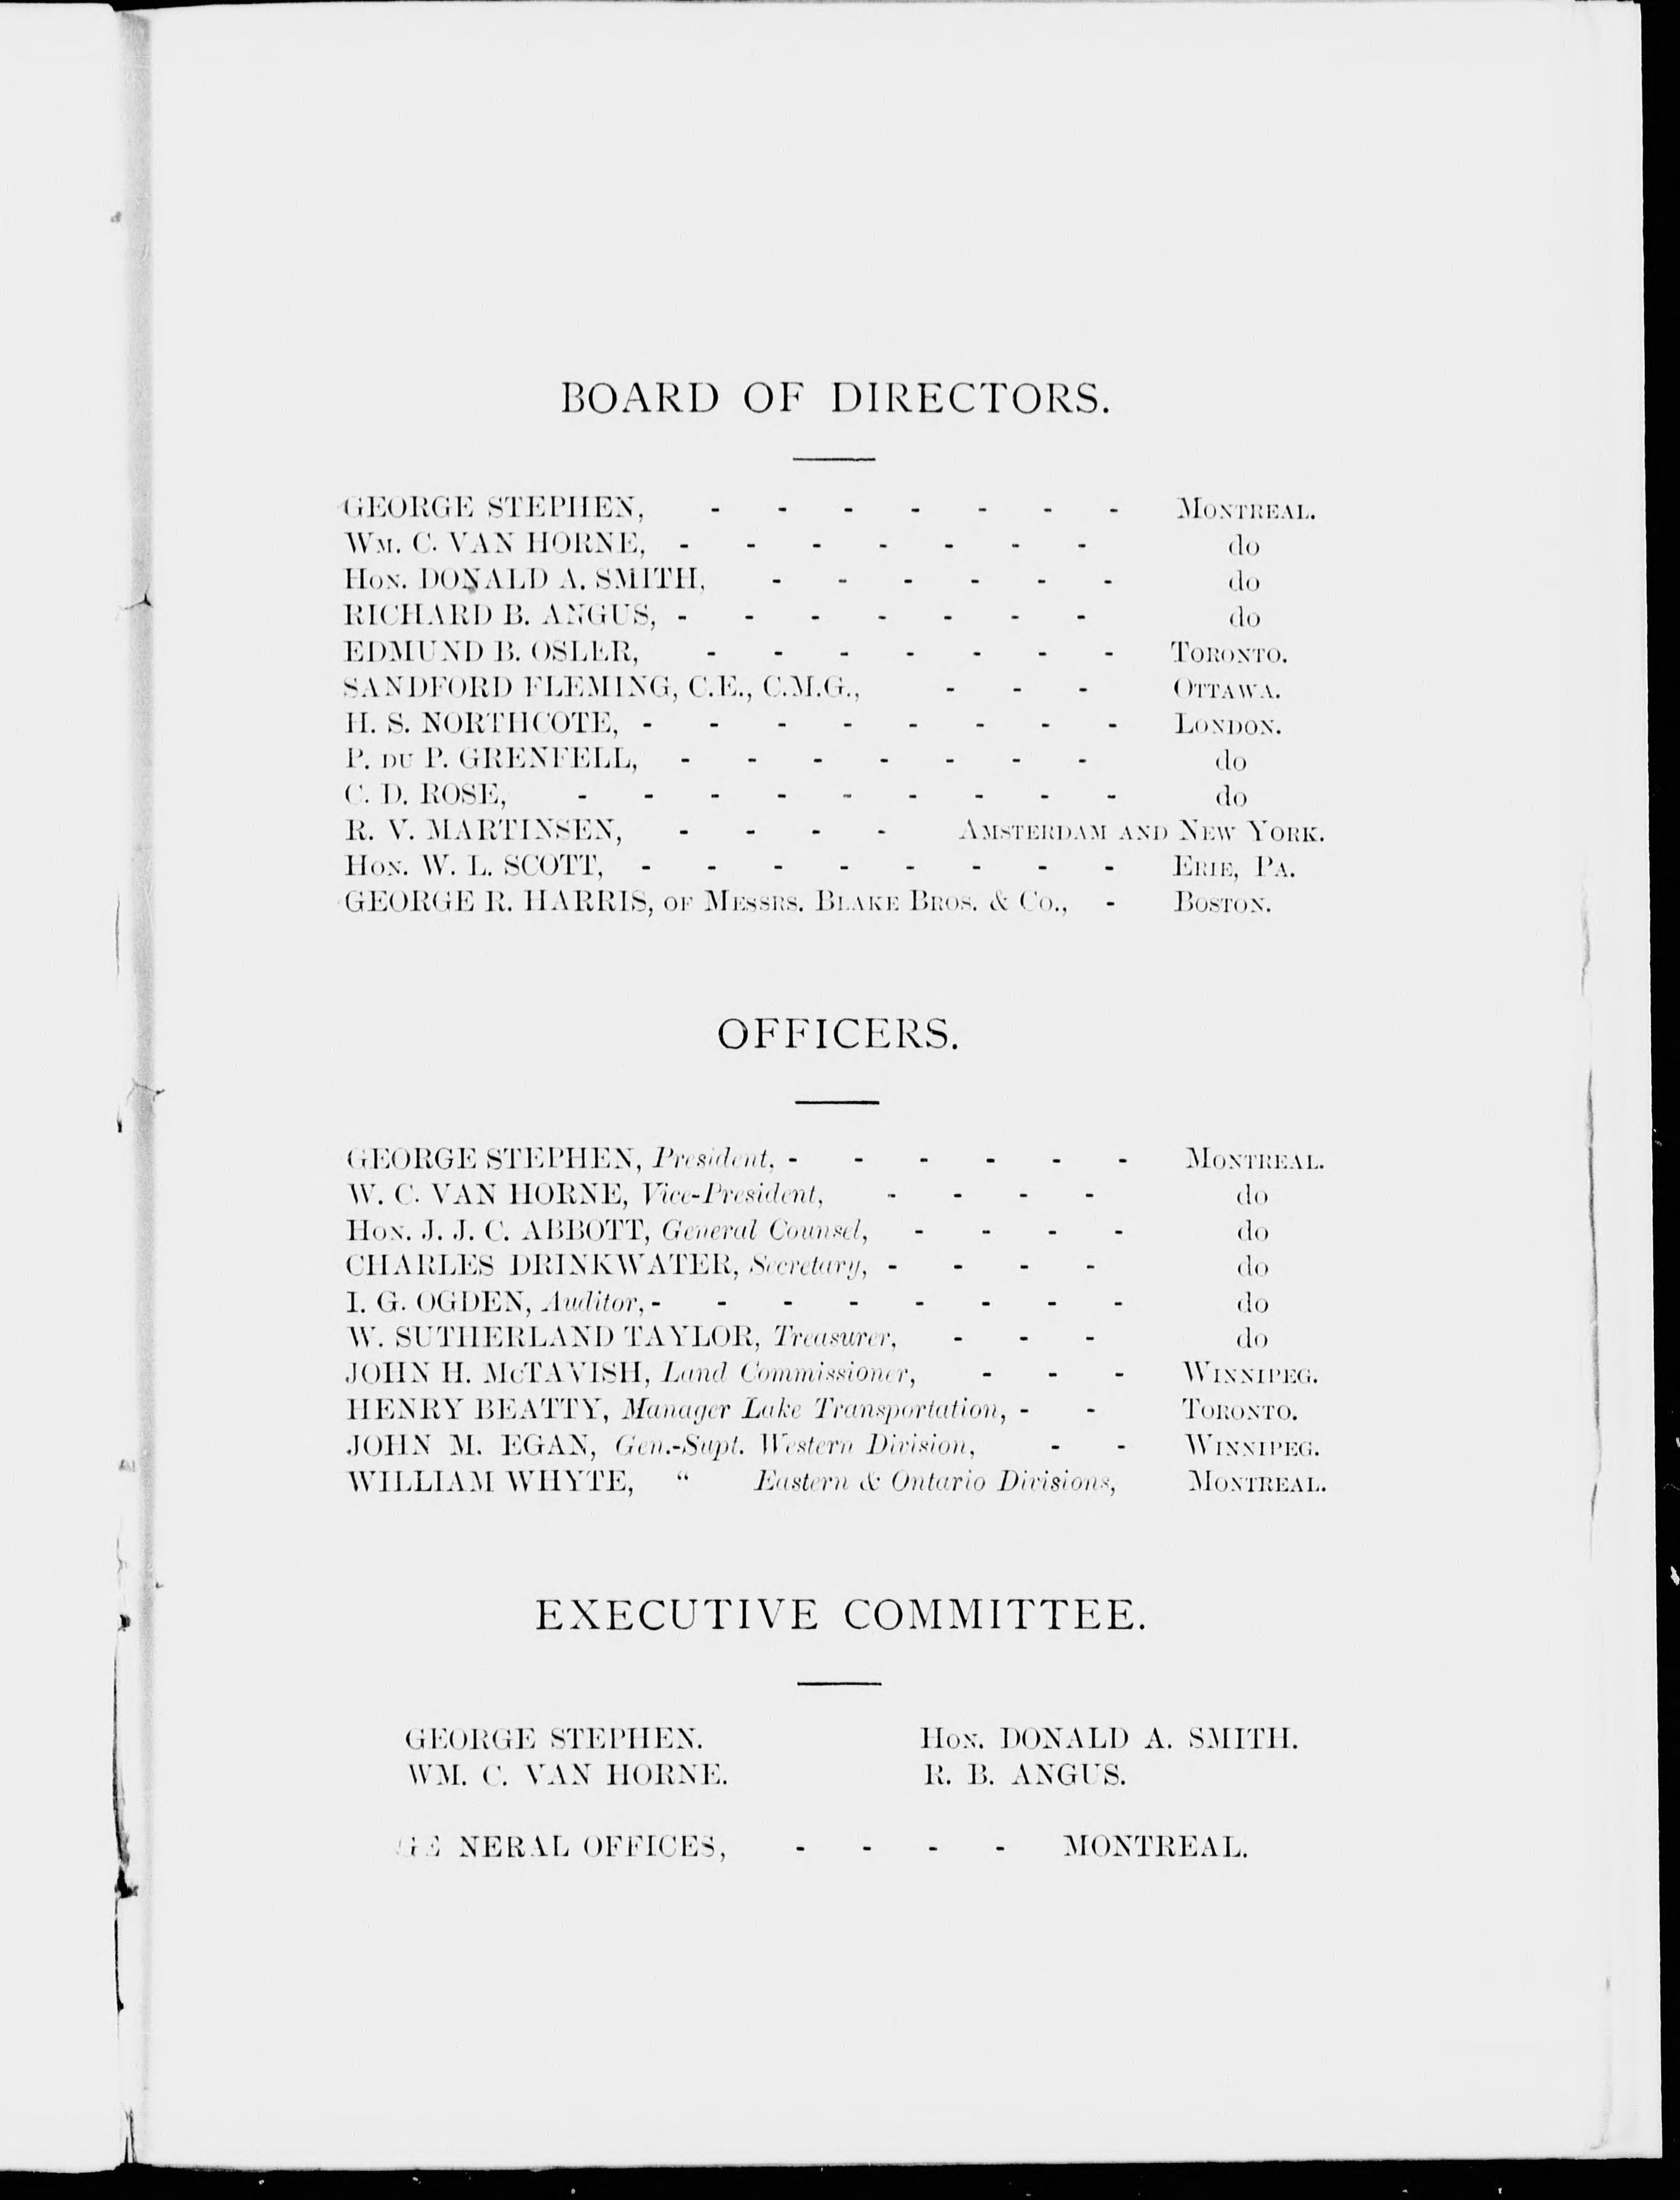 BOARD OF DIRECTORS.
GEORGE STEPHEN, - - - - - - - MONTREAL.
WM. C. VAN HORNE, - - - - - - - do
HON. DONALD A. SMITH, - - - - - - do
RICHARD B. ANGUS, - - - - - - - do
EDMUND B. OSLER, - - - - - - - TORONTO.
SANDFORD FLEMING, C.E., C.M.G., - - - OTTAWA.
H. S. NORTHCOTE, - - - - - - - - LONDON.
P. DU P. GRENFELL, - - - - - - - do
C. D. ROSE, - - - - - - - - - do
R. V. MARTINSEN, - - - - AMSTERDAM AND NEW YORK.
HON. W. L. SCOTT, - - - - - - - - ERIE, PA.
GEORGE R. HARRIS, OF MESSRS. BLAKE BROS. & CO., - BOSTON.
OFFICERS.
GEORGE STEPHEN, President, - - - - - - MONTREAL.
W. C. VAN HORNE, Vice-President, - - - - do
HON. J. J. C. ABBOTT, General Counsel, - - - - do
CHARLES DRINKWATER, Secretary, - - - - do
I. G. OGDEN, Auditor, - - - - - - - - do
W. SUTHERLAND TAYLOR, Treasurer, - - - do
JOHN H. McTAVISH, Land Commissioner, - - - WINNIPEG.
HENRY BEATTY, Manager Lake Transportation, - - TORONTO.
JOHN M. EGAN, Gen.-Supt. Western Division, - - WINNIPEG.
WILLIAM WHYTE, “ Eastern & Ontario Divisions, MONTREAL.
EXECUTIVE COMMITTEE.
GEORGE STEPHEN. HON. DONALD A. SMITH.
WM. C. VAN HORNE. R. B. ANGUS.
GENERAL OFFICES, - - - - MONTREAL.